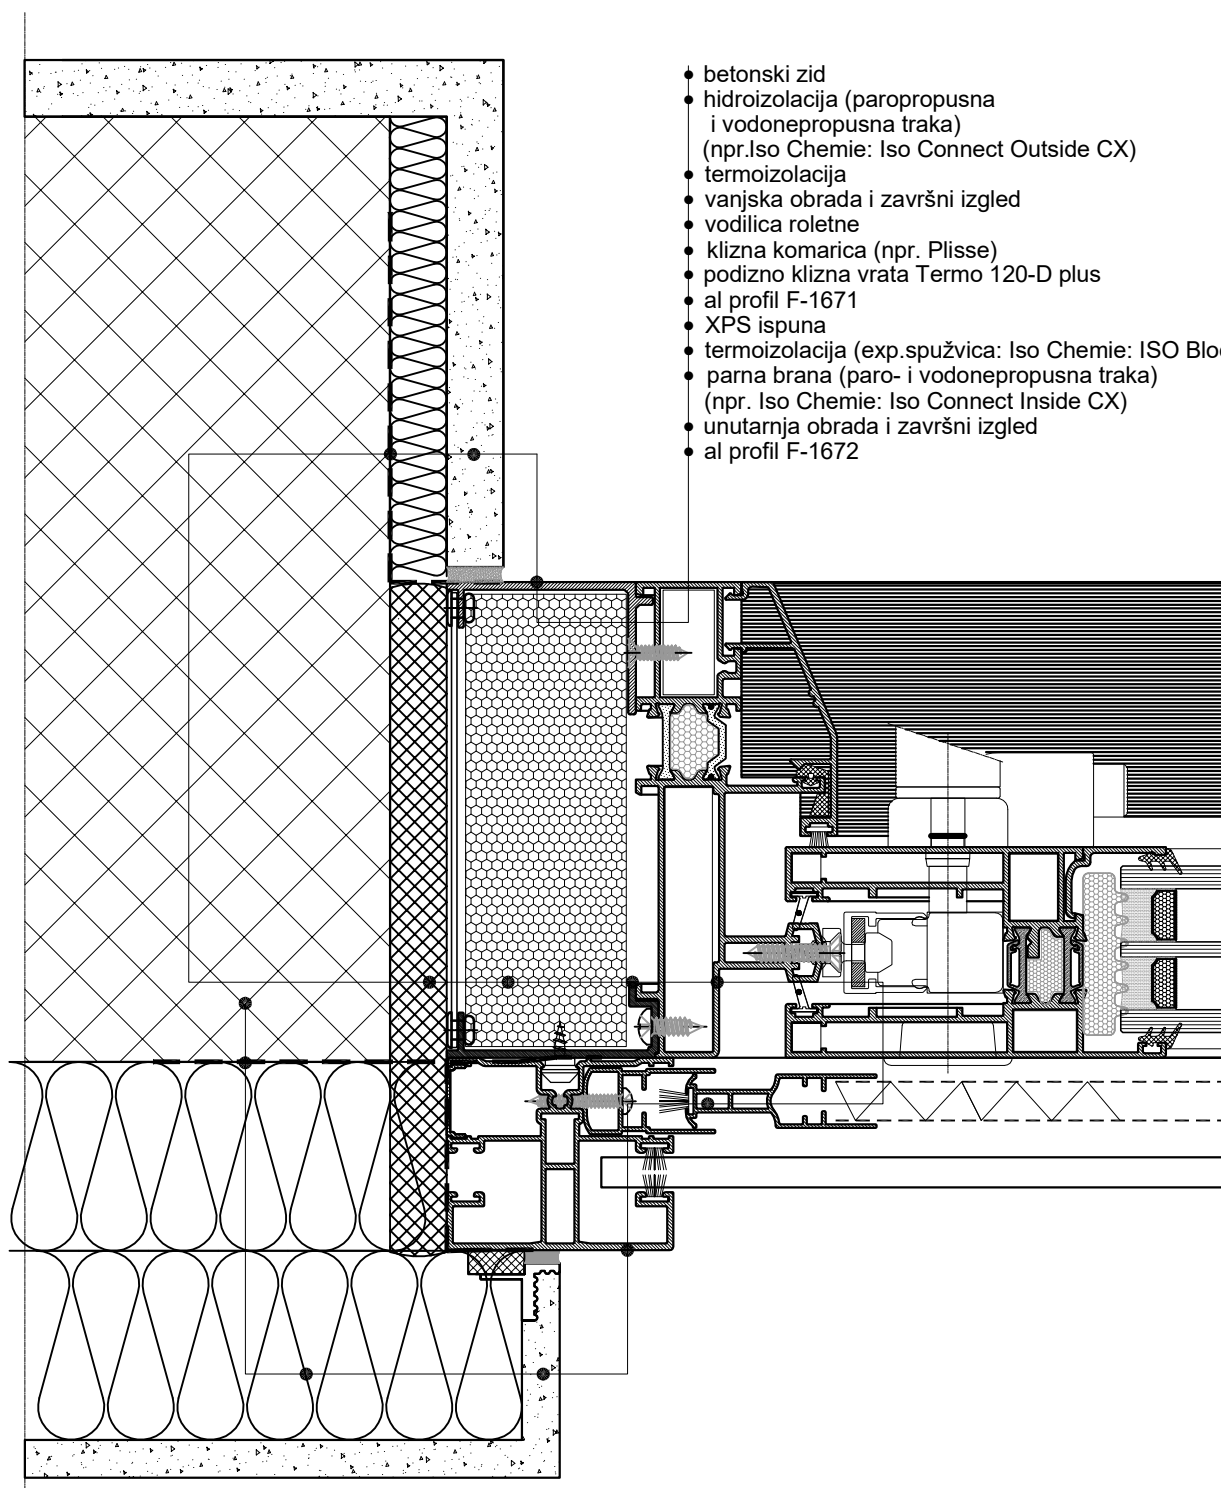 betonski zid
hidroizolacija (paropropusna
i vodonepropusna traka)
(npr.Iso Chemie: Iso Connect Outside CX)
termoizolacija
vanjska obrada i završni izgled
vodilica roletne
klizna komarica (npr. Plisse)
podizno klizna vrata Termo 120-D plus
al profil F-1671
XPS ispuna
termoizolacija (exp.spužvica: Iso Chemie: ISO
parna brana (paro- i vodonepropusna traka)
(npr. Iso Chemie: Iso Connect Inside CX)
unutarnja obrada i završni izgled
al profil F-1672